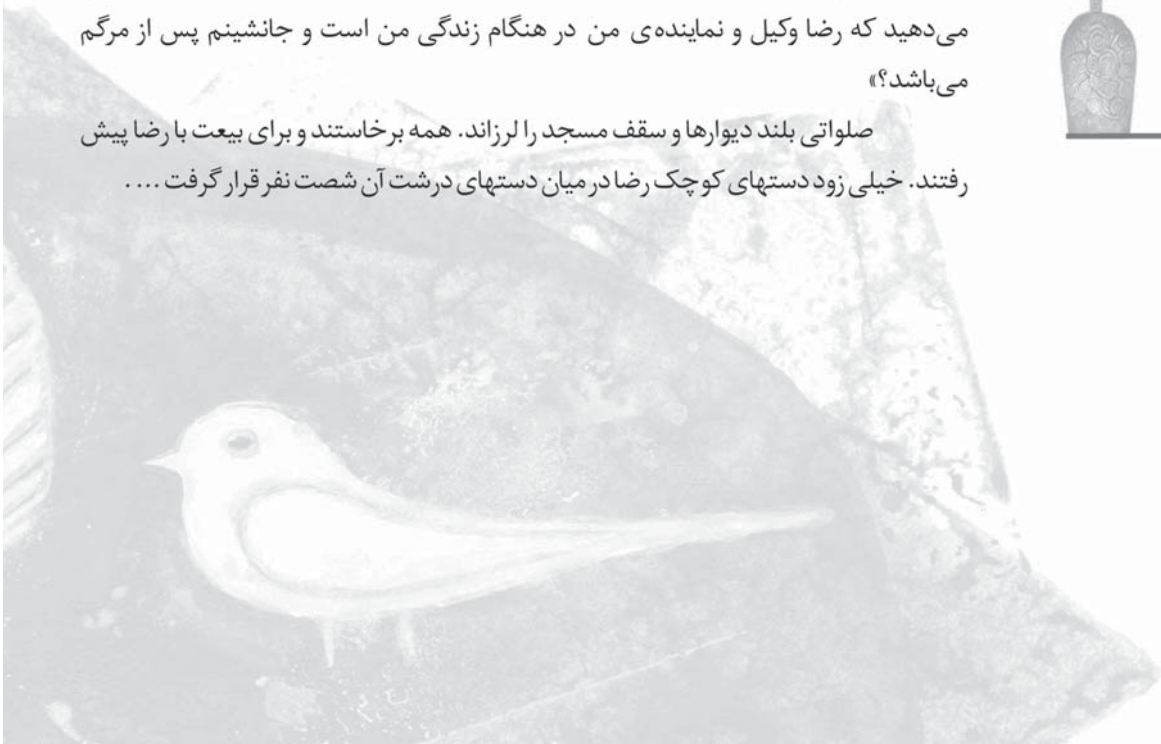 می‌دهید که رضا وکیل و نماینده‌ی من در هنگام زندگی من است و جانشینم پس از مرگم
می‌باشد؟»
صلواتی بلند دیوارها و سقف مسجد را لرزاند. همه برخاستند و برای بیعت با رضا پیش
رفتند. خیلی زود دستهای کوچک رضا در میان دستهای درشت آن شصت نفر قرار گرفت ... .